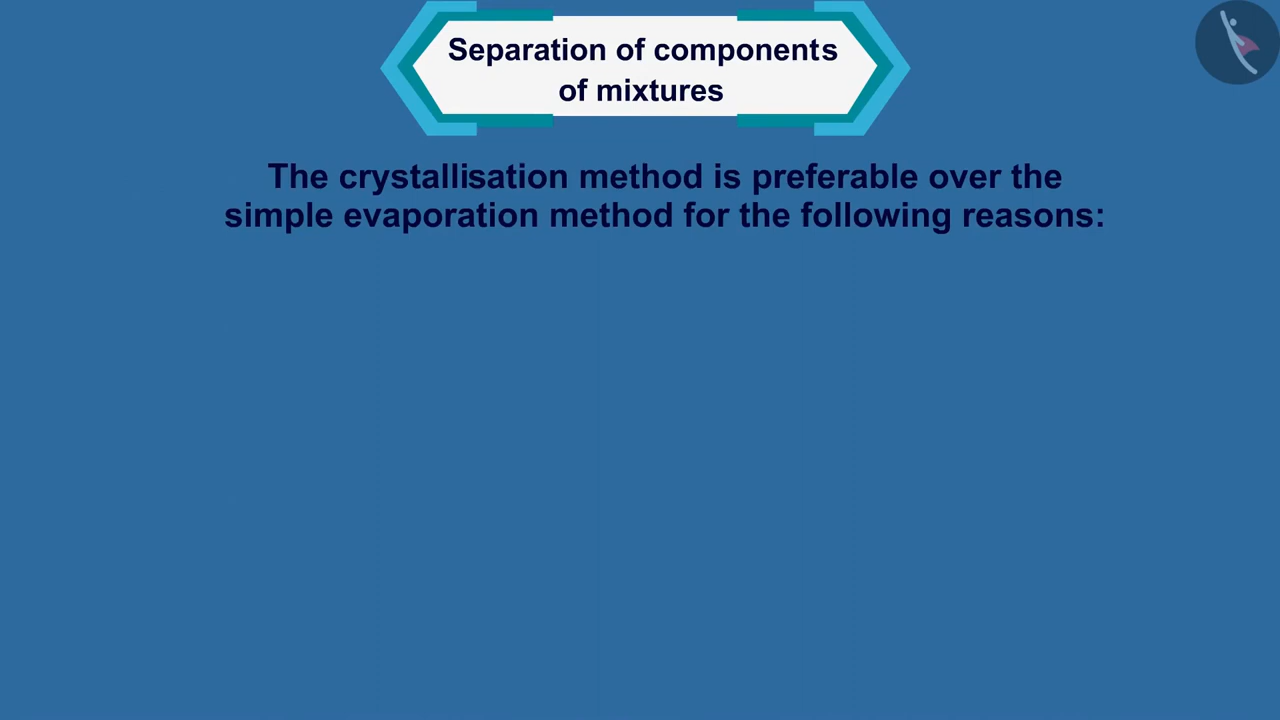 Separation of components
of mixtures
The crystallisation method is preferable over the
simple evaporation method for the following reasons: